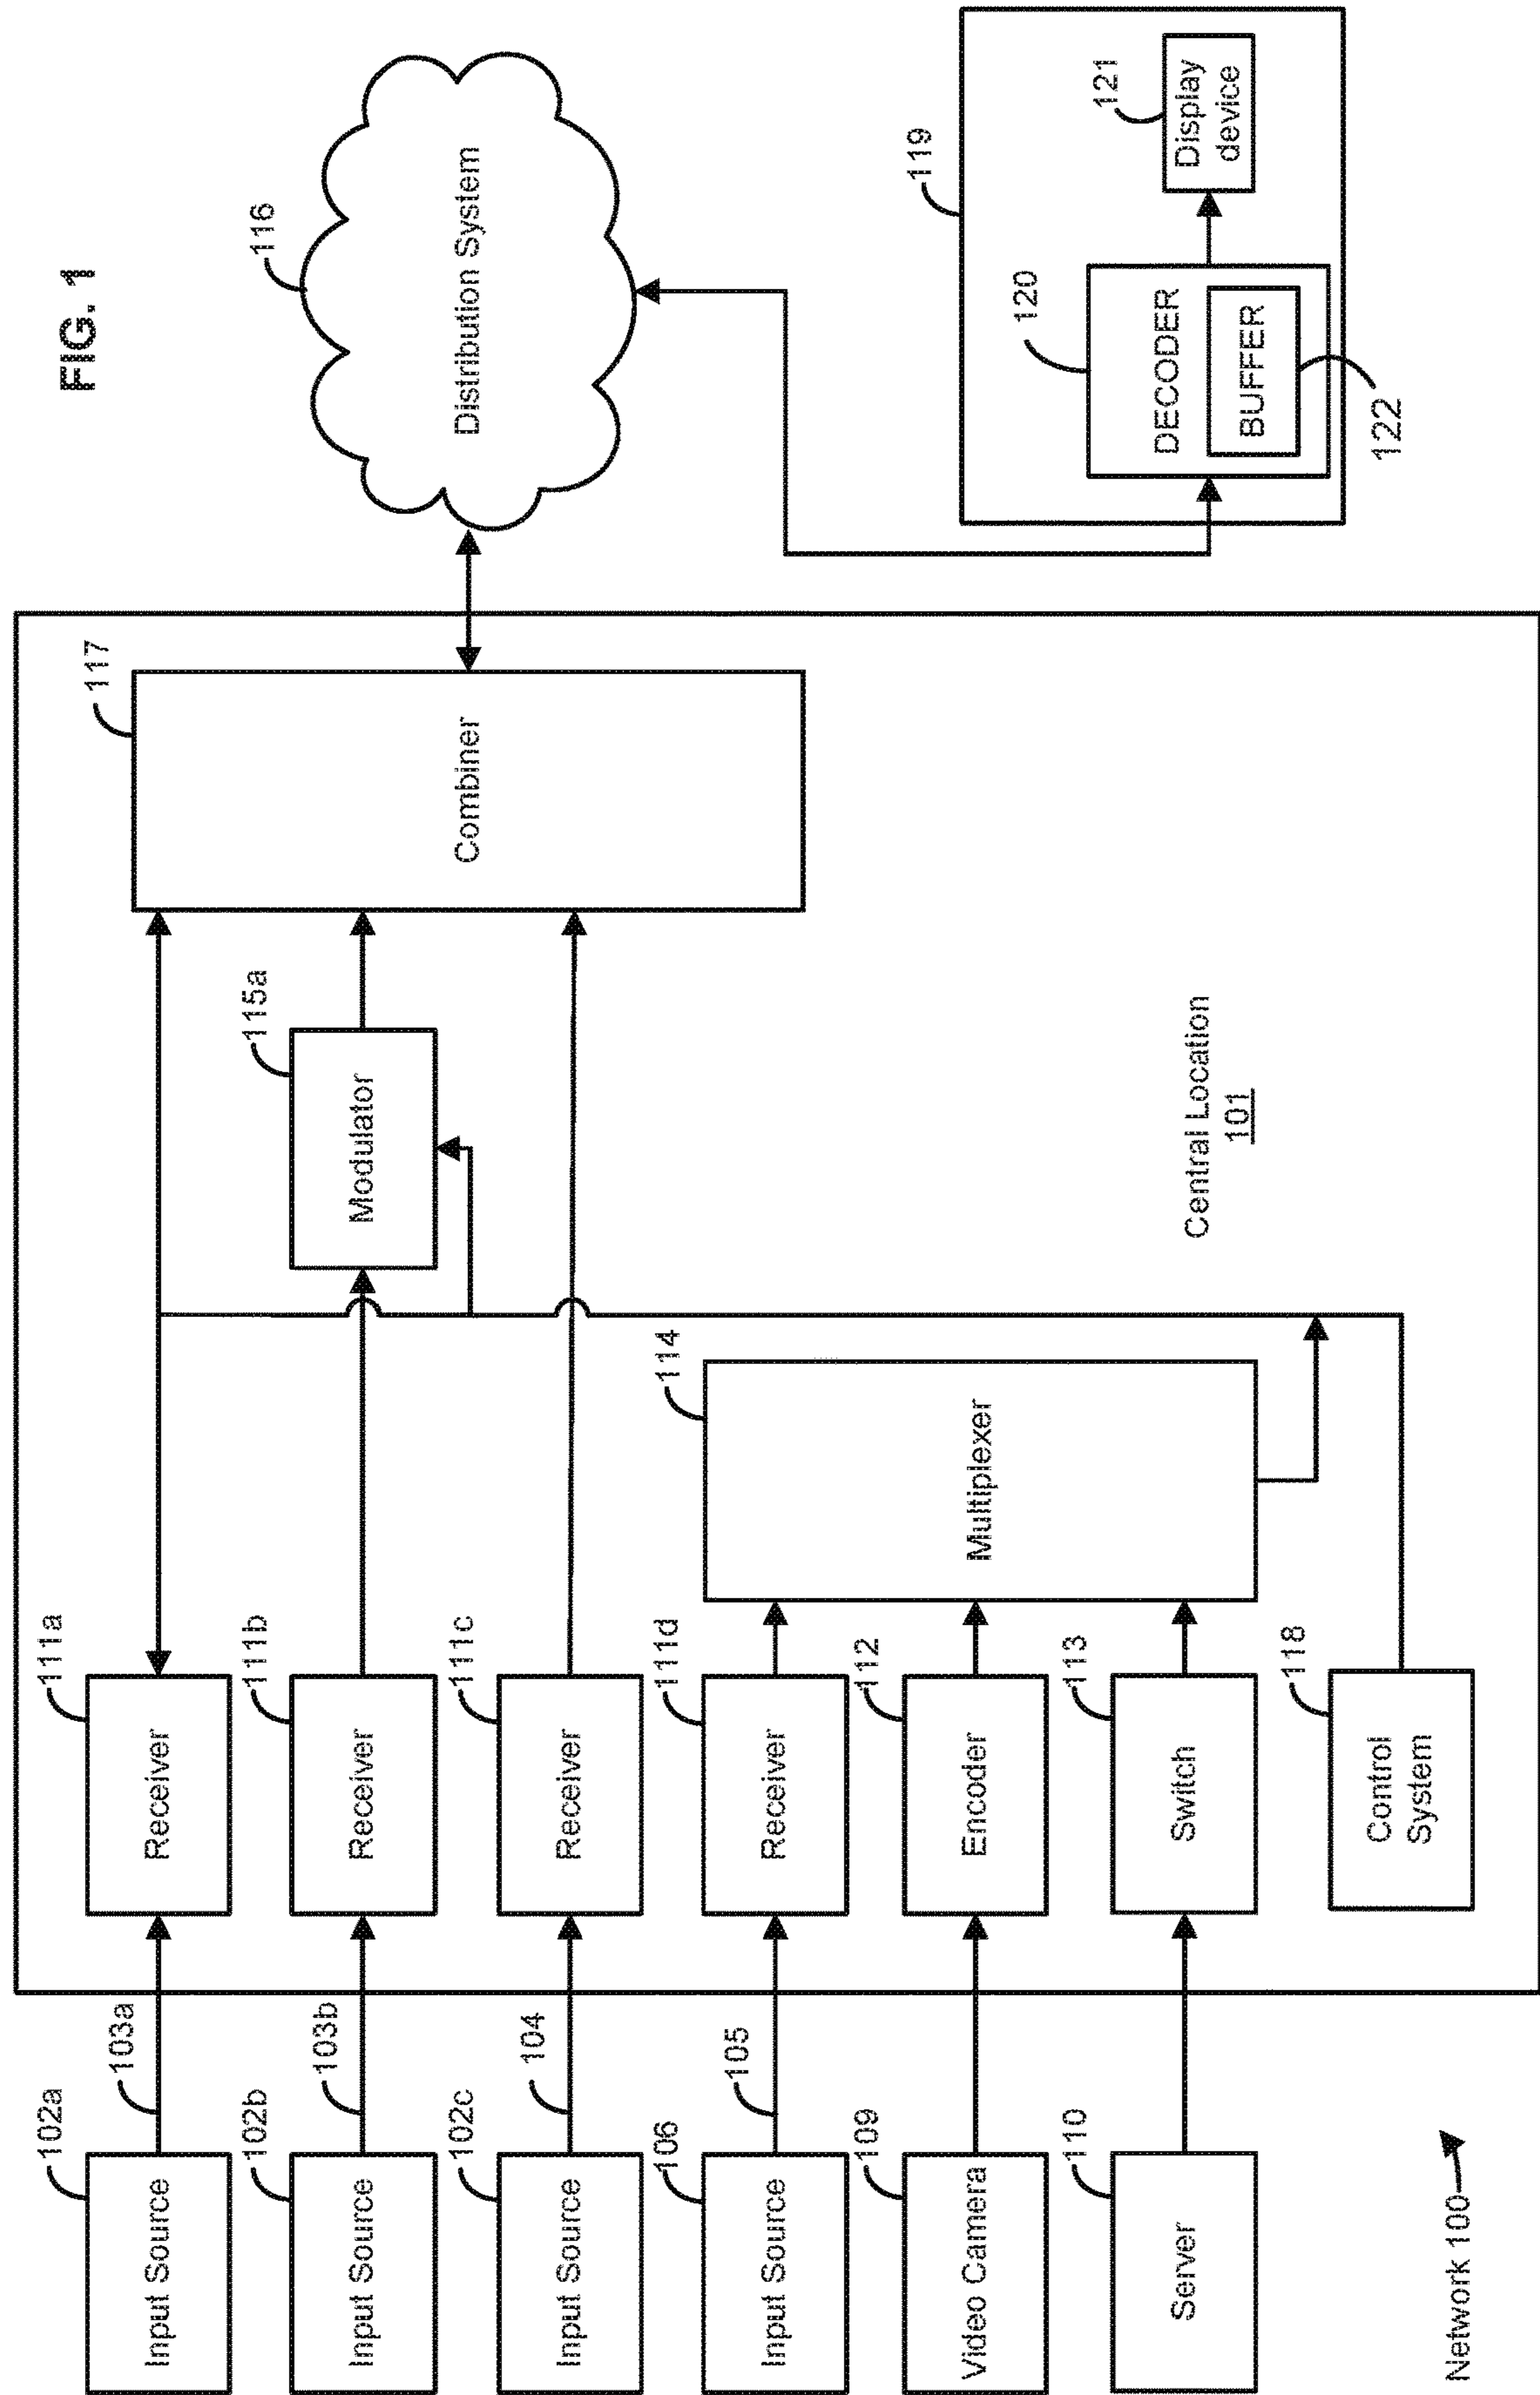 FIG. 1
102a
Input Source
103a
111a
Receiver
102b
Input Source
103b
111b
Receiver
115a
Modulator
102c
Input Source
104
111c
Receiver
117
Combiner
116
Distribution System
106
Input Source
105
111d
Receiver
114
Multiplexer
109
Video Camera
112
Encoder
110
Server
113
Switch
118
Control
System
Central Location
101
119
120
DECODER
BUFFER
122
121
Display
device
Network 100